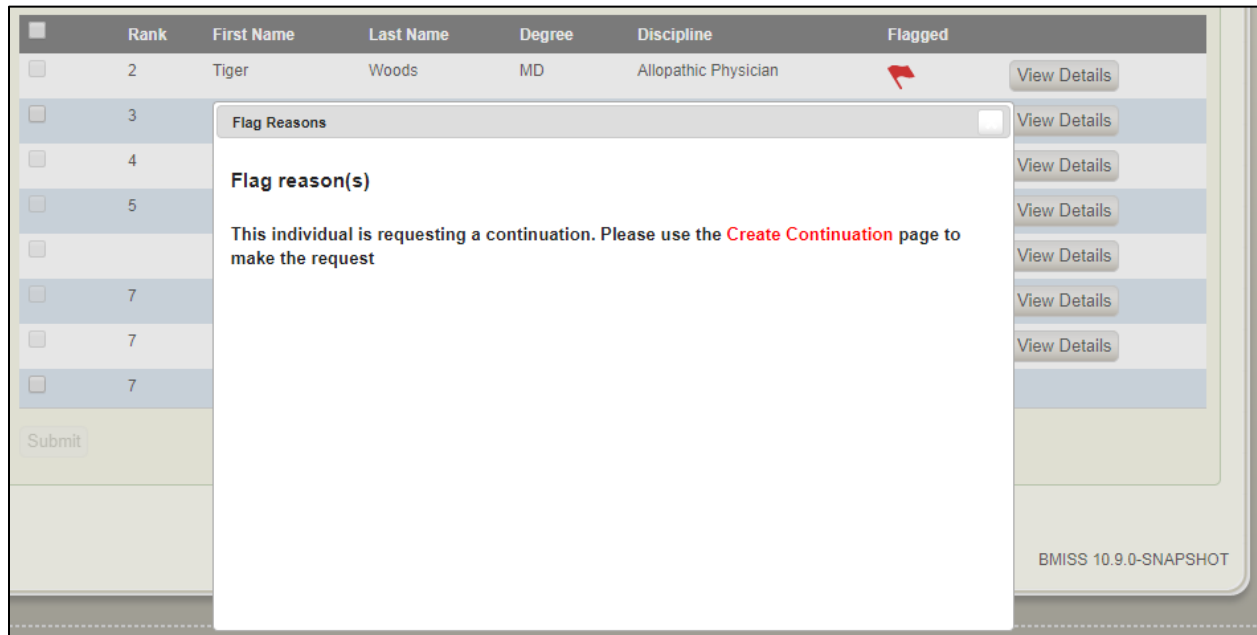 Rank First Name Last Name Degree Discipline Flagged
2 Tiger Woods MD Allopathic Physician View Details
3 View Details
Flag Reasons
4 View Details
Flag reason(s)
5 View Details
This individual is requesting a continuation. Please use the Create Continuation page to
make the request
View Details
7 View Details
7 View Details
7
Submit
BMISS 10.9.0-SNAPSHOT